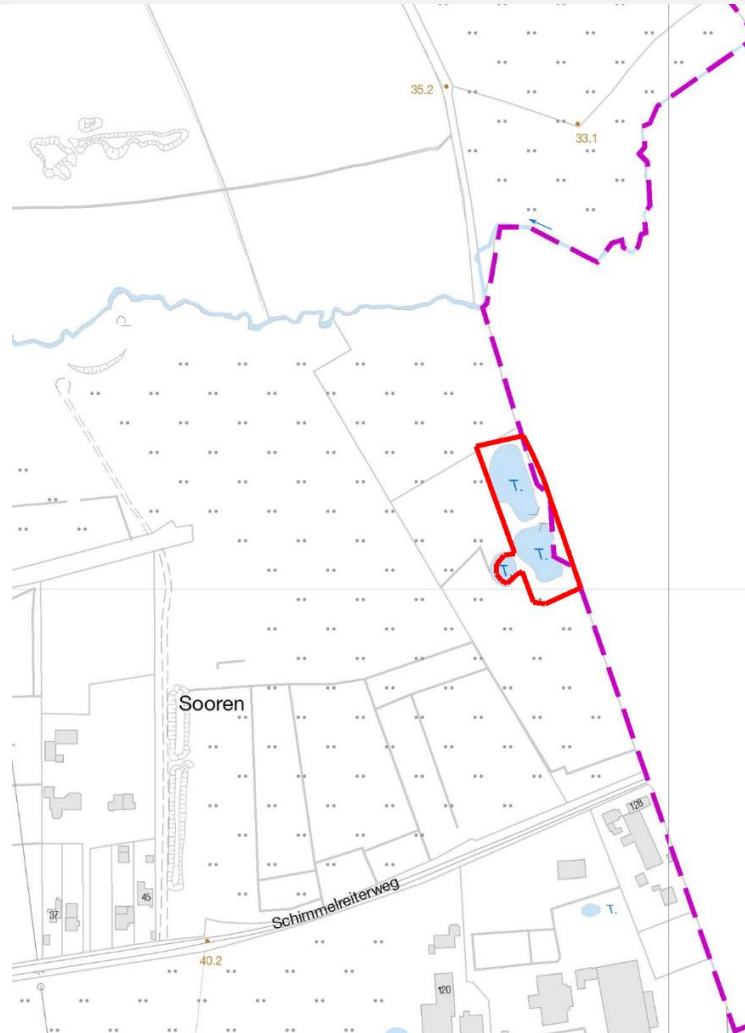 35.2
33.1
T.
T.
T.
Sooren
128
Schimmelreiterweg
45
37
T.
40.2
120